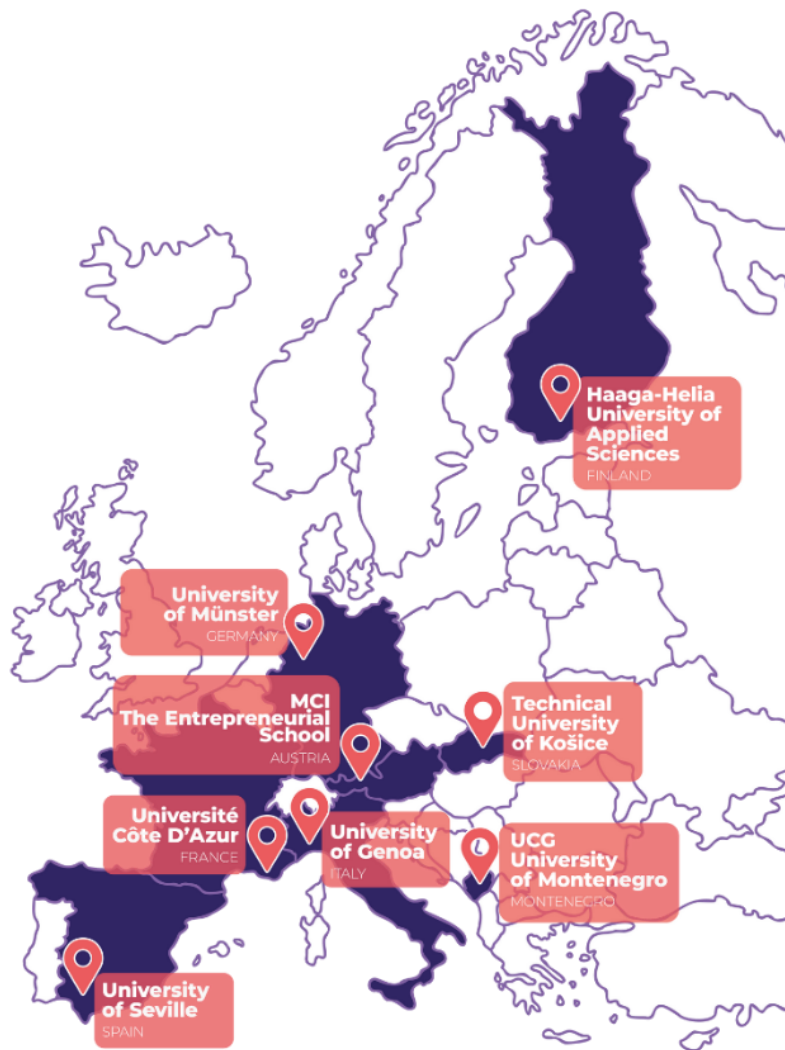 Haaga-Helia
University of
Applied
Sciences
FINLAND
University
of Münster
GERMANY
MCI
The Entrepreneurial
School
AUSTRIA
Technical
University
of Košice
SLOVAKIA
Université
Côte D'Azur
FRANCE
University
of Genoa
ITALY
UCG
University
of Montenegro
MONTENEGRO
University
of Seville
SPAIN